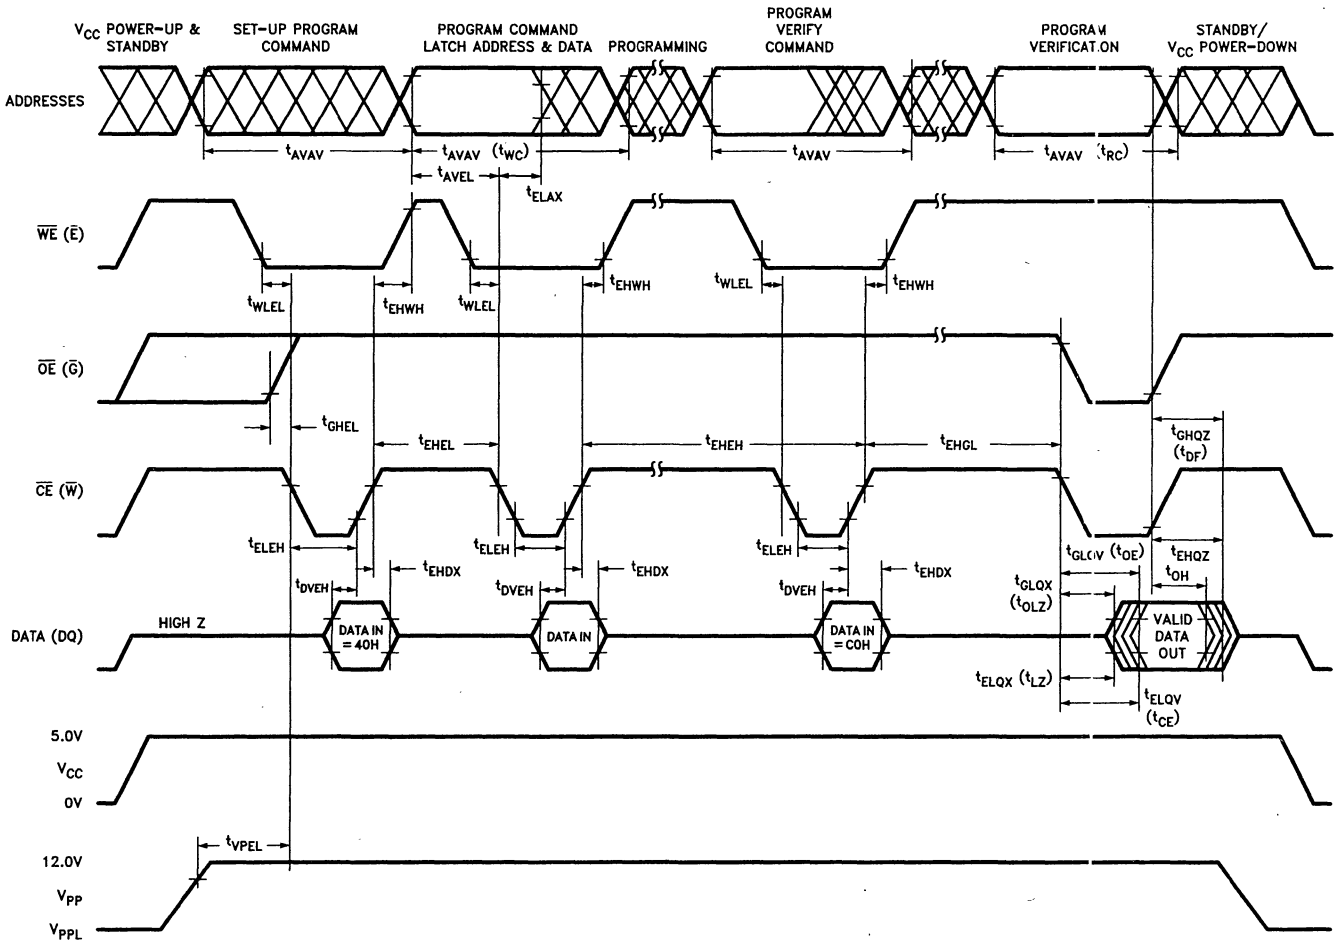 VCC POWER-UP & STANDBY
SET-UP PROGRAM COMMAND
PROGRAM COMMAND LATCH ADDRESS & DATA
PROGRAMMING
PROGRAM VERIFY COMMAND
PROGRAM VERIFICATION
STANDBY/ VCC POWER-DOWN
ADDRESSES
tAVAV
tAVAV (tWC)
tAVAV
tAVAV (tRC)
tAVEL
tELAX
WE (E)
tWLEL
tEHWH
tWLEL
tEHWH
tWLEL
tEHWH
OE (G)
tGHEL
tEHEL
tEHEH
tEHGL
tGHQZ (tDF)
CE (W)
tELEH
tELEH
tELEH
tGLQV (tOE)
tEHQZ
tDVEH
tEHDX
tDVEH
tEHDX
tDVEH
tEHDX
tGLQX (tOLZ)
tOH
DATA (DQ)
HIGH Z
DATA IN = 40H
DATA IN
DATA IN = C0H
VALID DATA OUT
tELQX (tLZ)
tELQV (tCE)
5.0V
VCC
0V
tVPEL
12.0V
VPP
VPPL